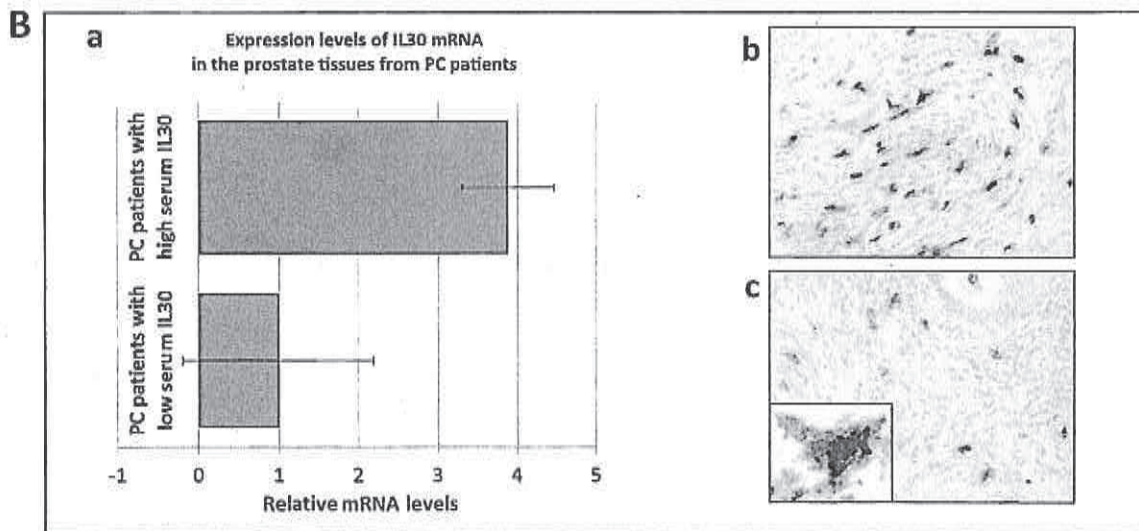 B
a
Expression levels of IL30 mRNA
in the prostate tissues from PC patients
PC patients with
high serum IL30
PC patients with
low serum IL30
-1 0 1 2 3 4 5
Relative mRNA levels
b
c